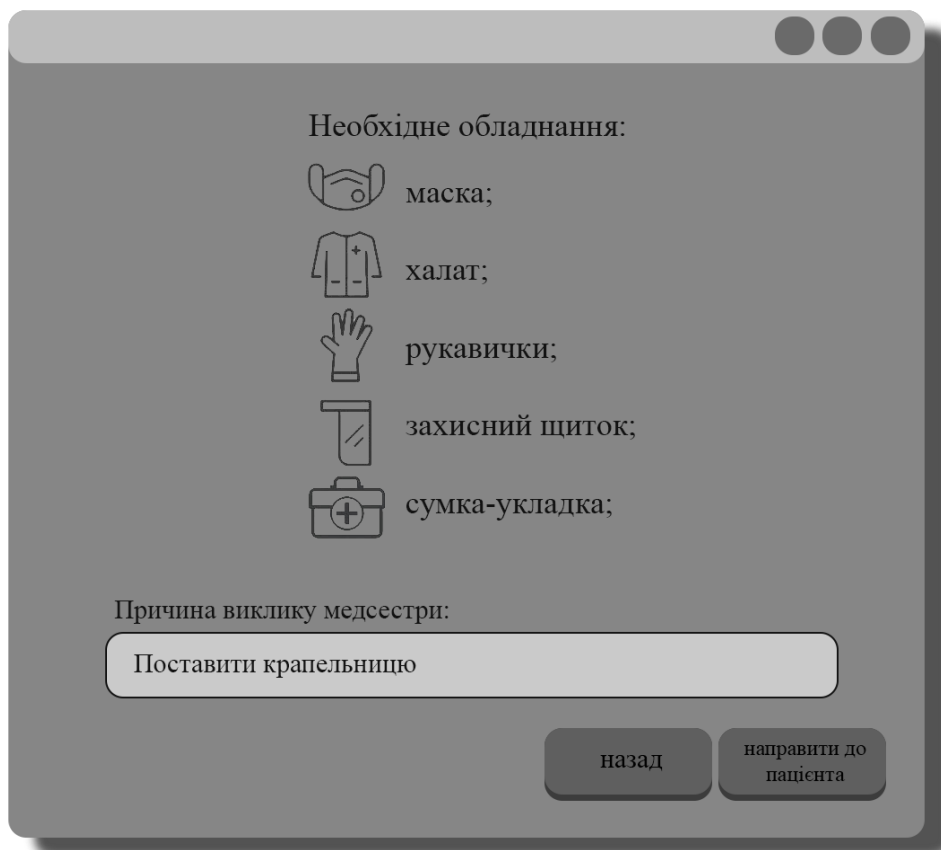 Необхідне обладнання:
маска;
халат;
рукавички;
захисний щиток;
сумка-укладка;
Причина виклику медсестри:
Поставити крапельницю
назад
направити до
пацієнта